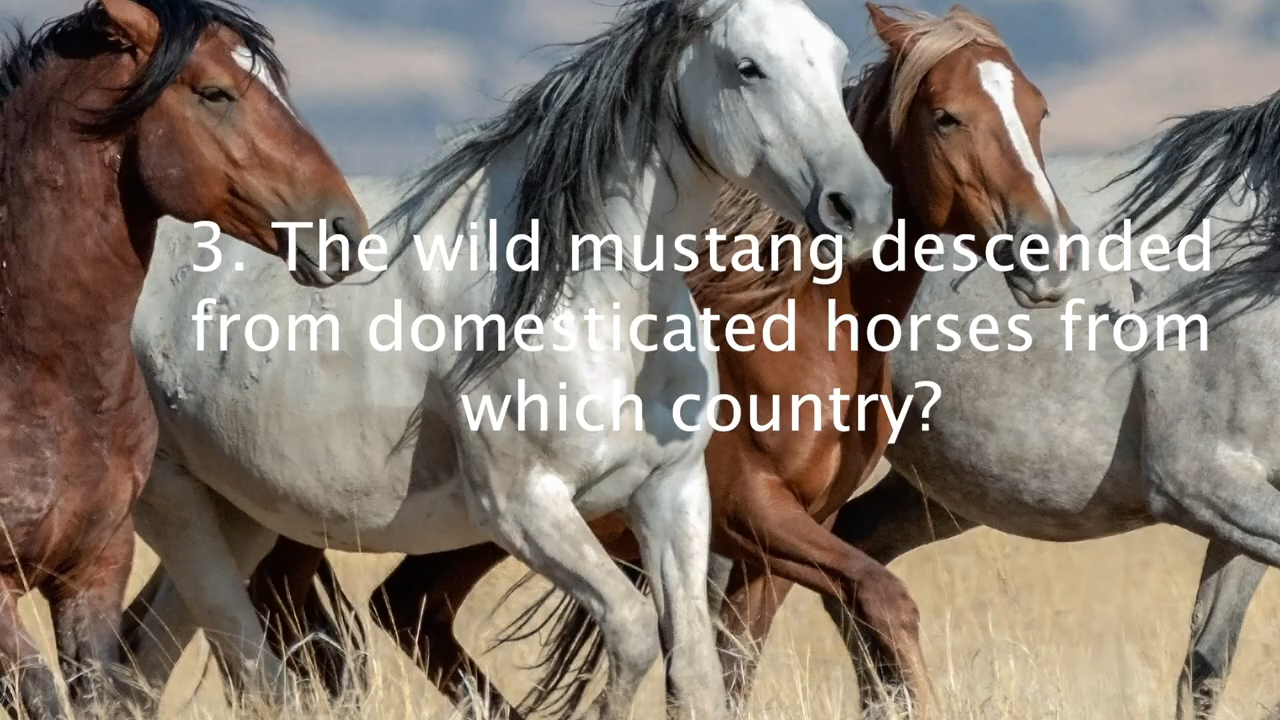 3. The wild mustang descended
from domesticated horses from
which country?